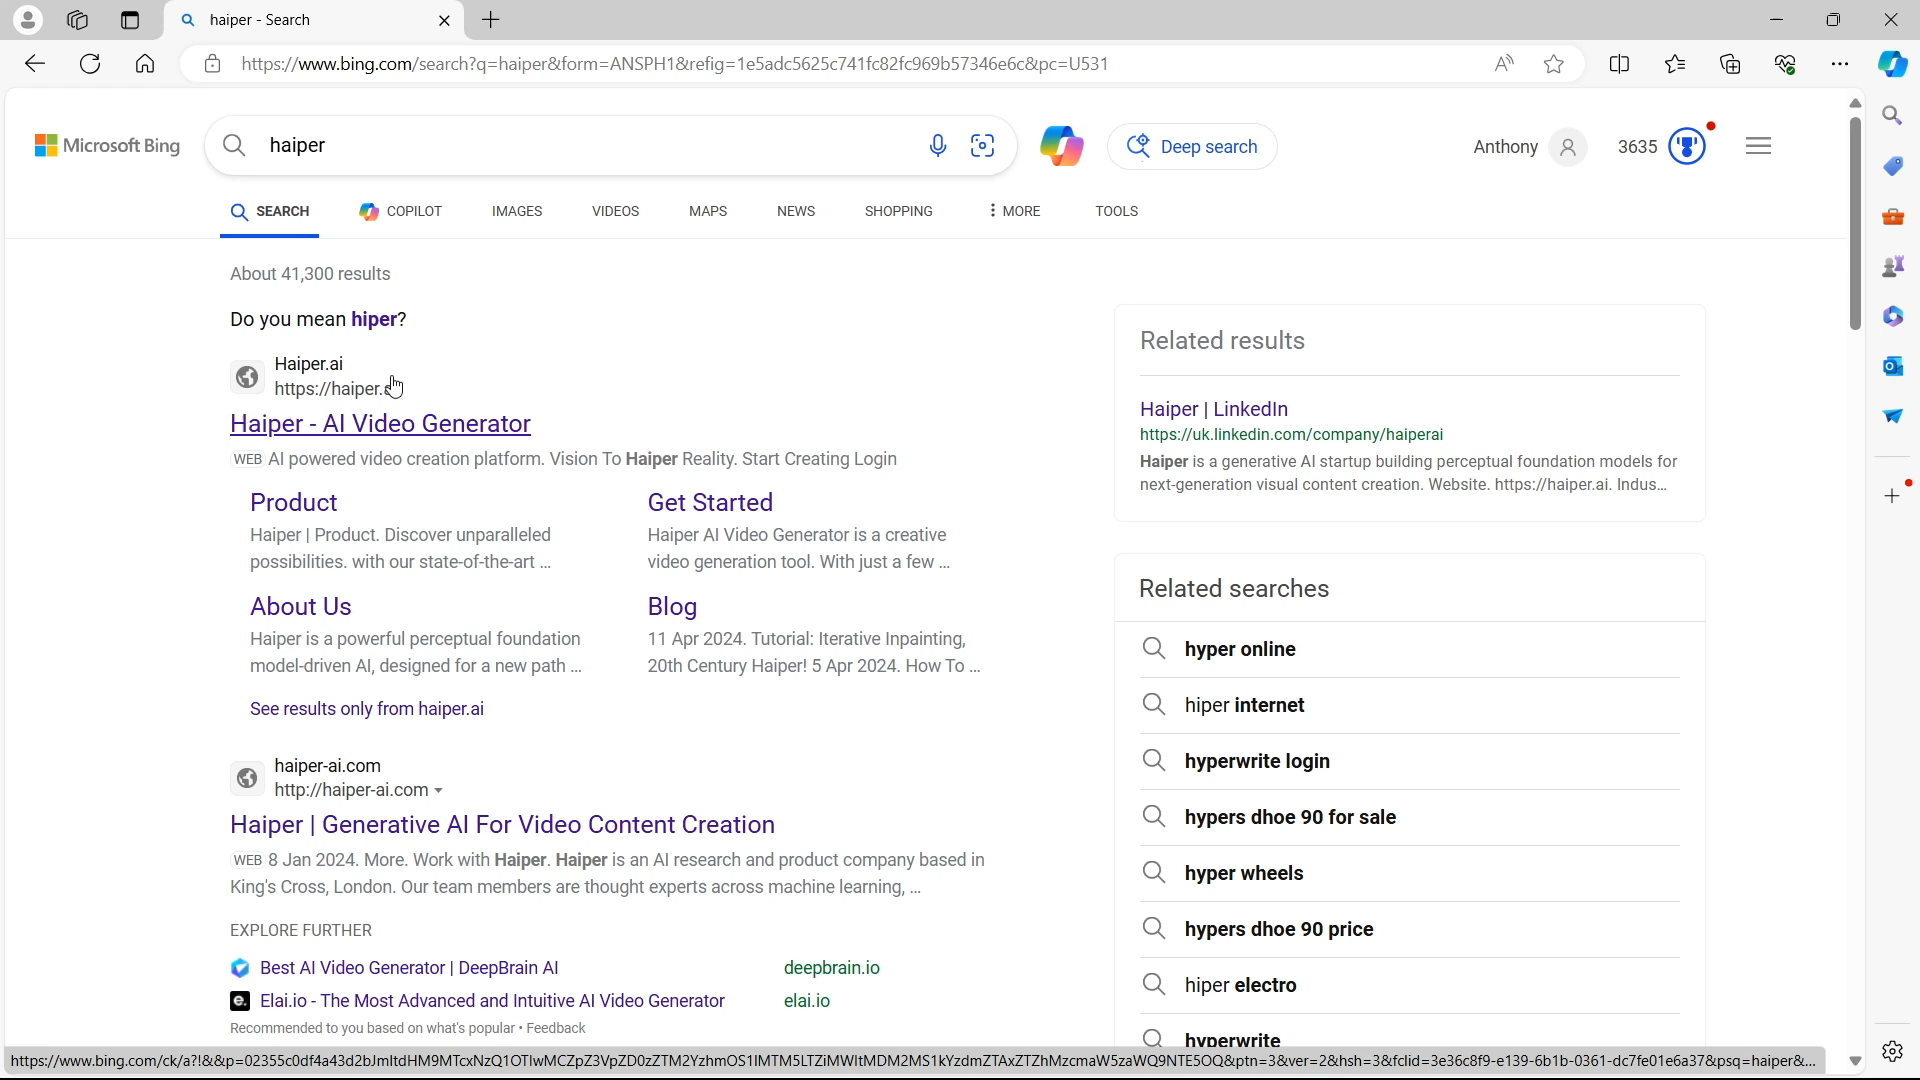 haiper - Search
https://www.bing.com/search?q=haiper&form=ANSPH1&refig=1e5adc5625c741fc82fc969b57346e6c&pc=U531
Microsoft Bing
haiper
Deep search
Anthony
3635
SEARCH
COPILOT
IMAGES
VIDEOS
MAPS
NEWS
SHOPPING
MORE
TOOLS
About 41,300 results
Do you mean hiper?
Haiper.ai
https://haiper.
Haiper - AI Video Generator
WEB AI powered video creation platform. Vision To Haiper Reality. Start Creating Login
Product
Haiper | Product. Discover unparalleled
possibilities. with our state-of-the-art ...
Get Started
Haiper AI Video Generator is a creative
video generation tool. With just a few ...
About Us
Haiper is a powerful perceptual foundation
model-driven AI, designed for a new path ...
Blog
11 Apr 2024. Tutorial: Iterative Inpainting,
20th Century Haiper! 5 Apr 2024. How To ...
See results only from haiper.ai
haiper-ai.com
http://haiper-ai.com
Haiper | Generative AI For Video Content Creation
WEB 8 Jan 2024. More. Work with Haiper. Haiper is an AI research and product company based in
King's Cross, London. Our team members are thought experts across machine learning, ...
EXPLORE FURTHER
Best AI Video Generator | DeepBrain AI
deepbrain.io
Elai.io - The Most Advanced and Intuitive AI Video Generator
elai.io
Recommended to you based on what's popular • Feedback
Related results
Haiper | LinkedIn
https://uk.linkedin.com/company/haiperai
Haiper is a generative AI startup building perceptual foundation models for
next-generation visual content creation. Website. https://haiper.ai. Indus...
Related searches
hyper online
hiper internet
hyperwrite login
hypers dhoe 90 for sale
hyper wheels
hypers dhoe 90 price
hiper electro
hyperwrite